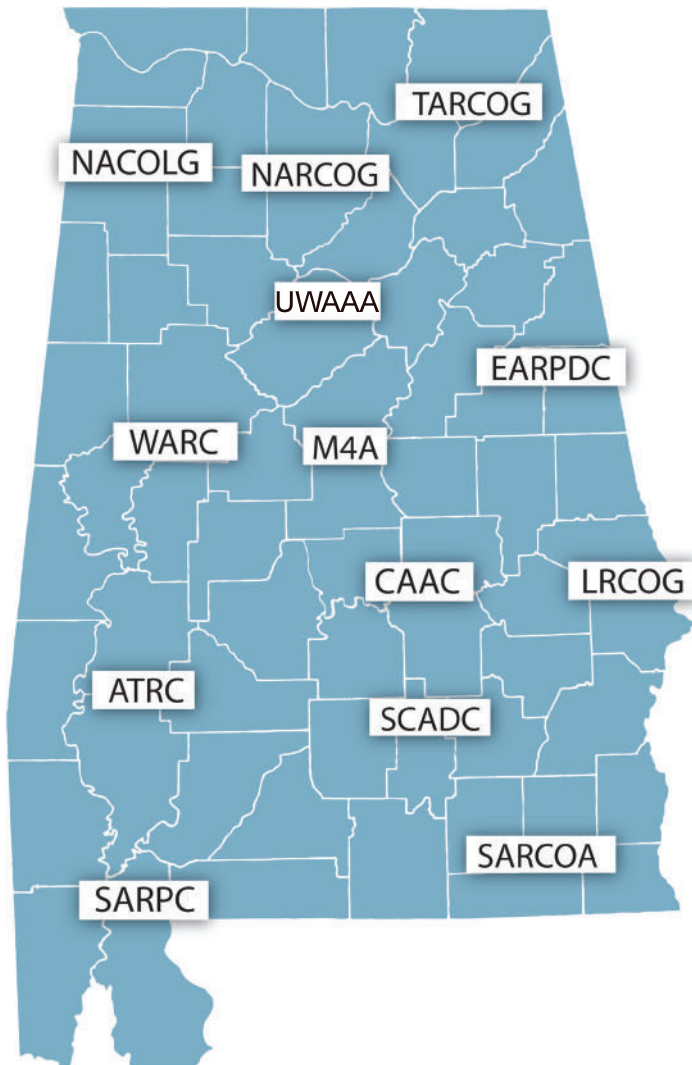 TARCOG
NACOLG
NARCOG
UWAAA
EARPDC
WARC
M4A
CAAC
LRCOG
ATRC
SCADC
SARCOA
SARPC